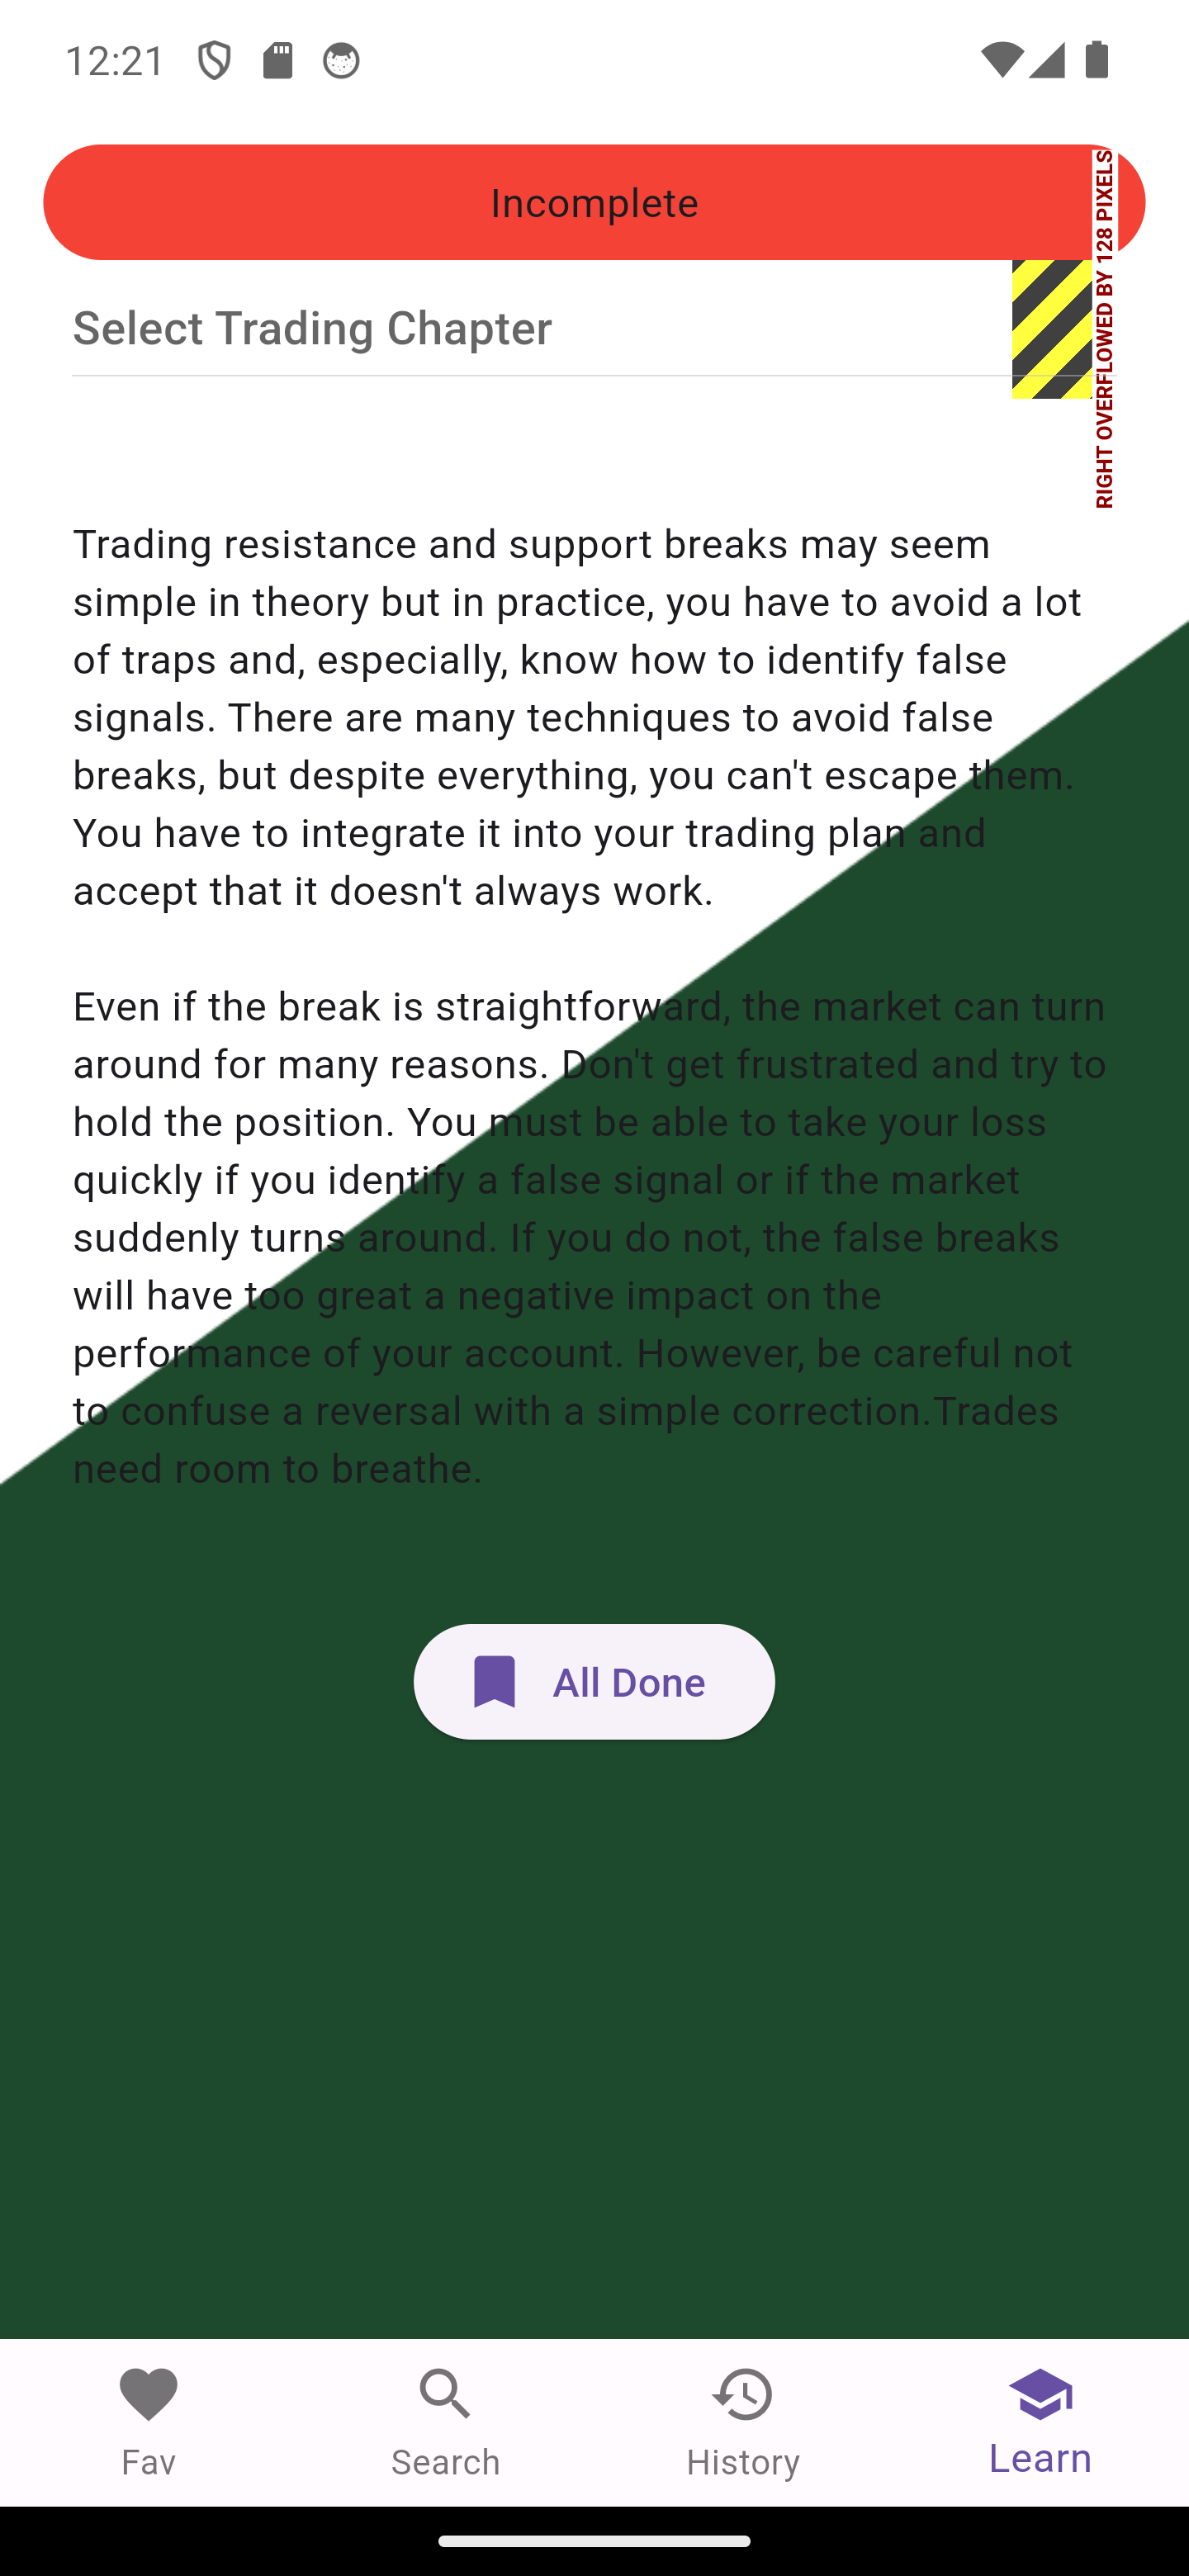 12:21
Incomplete
RIGHT OVERFLOWED BY 128 PIXELS
Select Trading Chapter
Trading resistance and support breaks may seem
simple in theory but in practice, you have to avoid a lot
of traps and, especially, know how to identify false
signals. There are many techniques to avoid false
breaks, but despite everything, you can't escape them.
You have to integrate it into your trading plan and
accept that it doesn't always work.
Even if the break is straightforward, the market can turn
around for many reasons. Don't get frustrated and try to
hold the position. You must be able to take your loss
quickly if you identify a false signal or if the market
suddenly turns around. If you do not, the false breaks
will have too great a negative impact on the
performance of your account. However, be careful not
to confuse a reversal with a simple correction.Trades
need room to breathe.
All Done
Fav
Search
History
Learn